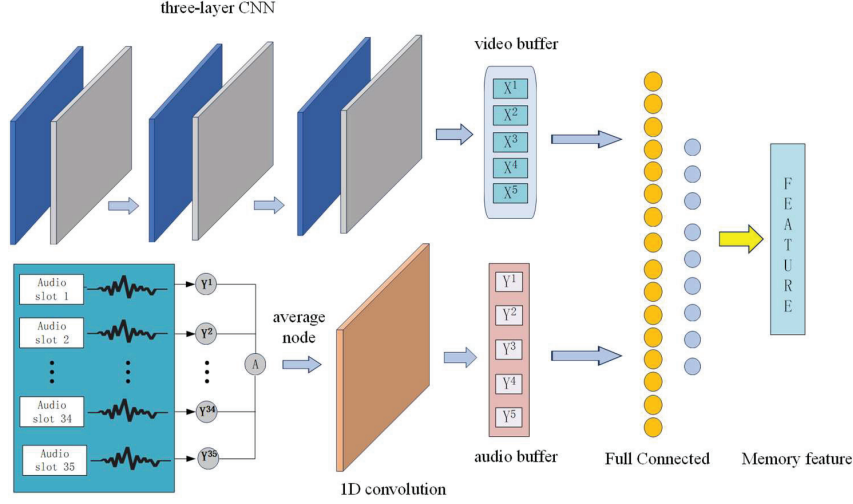 three-layer CNN
video buffer
X¹
X²
X³
X⁴
X⁵
F
E
A
T
U
R
E
Audio
slot 1
Y¹
Audio
slot 2
Y²
A
Audio
slot 34
Y³⁴
Audio
slot 35
Y³⁵
average
node
1D convolution
Y¹
Y²
Y³
Y⁴
Y⁵
audio buffer
Full Connected
Memory feature